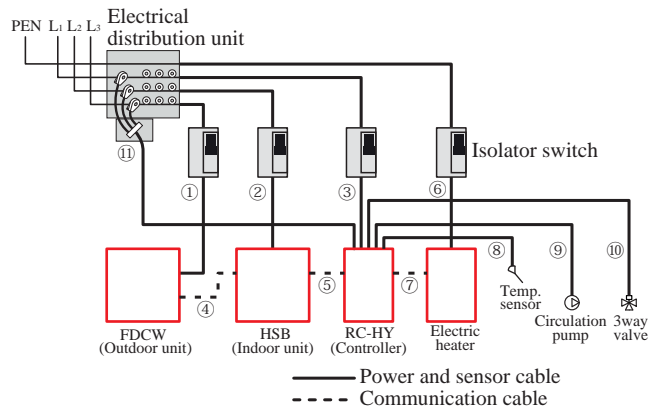 Electrical
distribution unit
PEN L1 L2 L3
Isolator switch
⑪
①
②
③
⑥
⑧
⑨
⑩
④
⑤
⑦
Temp.
sensor
FDCW
(Outdoor unit)
HSB
(Indoor unit)
RC-HY
(Controller)
Electric
heater
Circulation
pump
3way
valve
Power and sensor cable
Communication cable